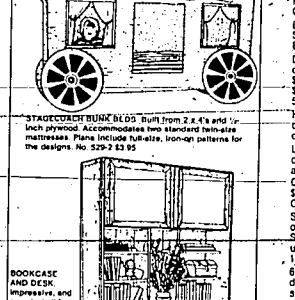 STAGECOACH BUNK BEDS. Built from 2 x 4's and ½-
inch plywood. Accommodates two standard twin-size
mattresses. Plans include full-size, iron-on patterns for
the designs. No. 529-2 $3.95
BOOKCASE
AND DESK.
Impressive, and